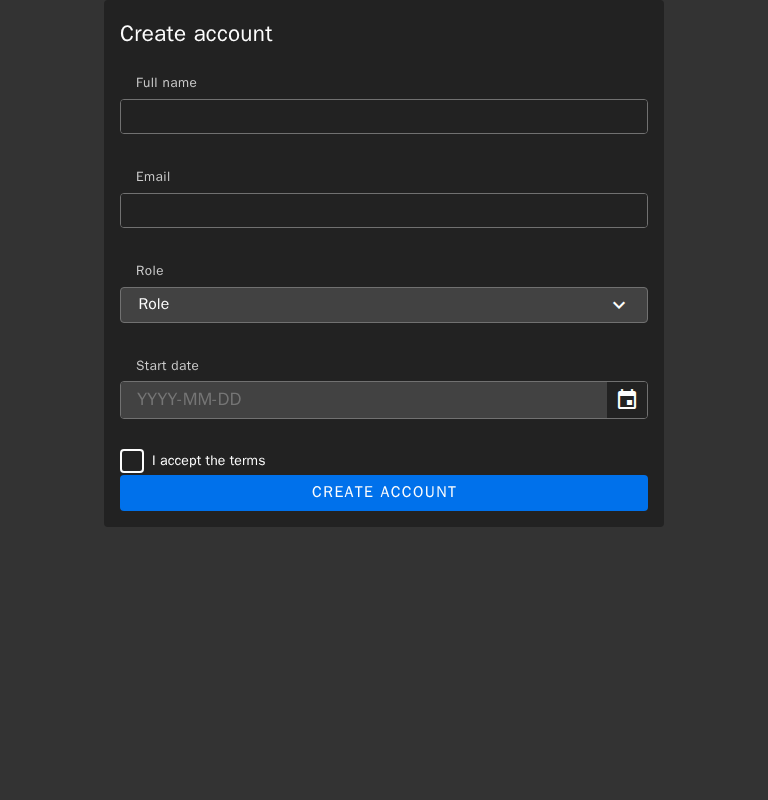 Create account
Full name
Email
Role
Role
Start date
YYYY-MM-DD
I accept the terms
CREATE ACCOUNT